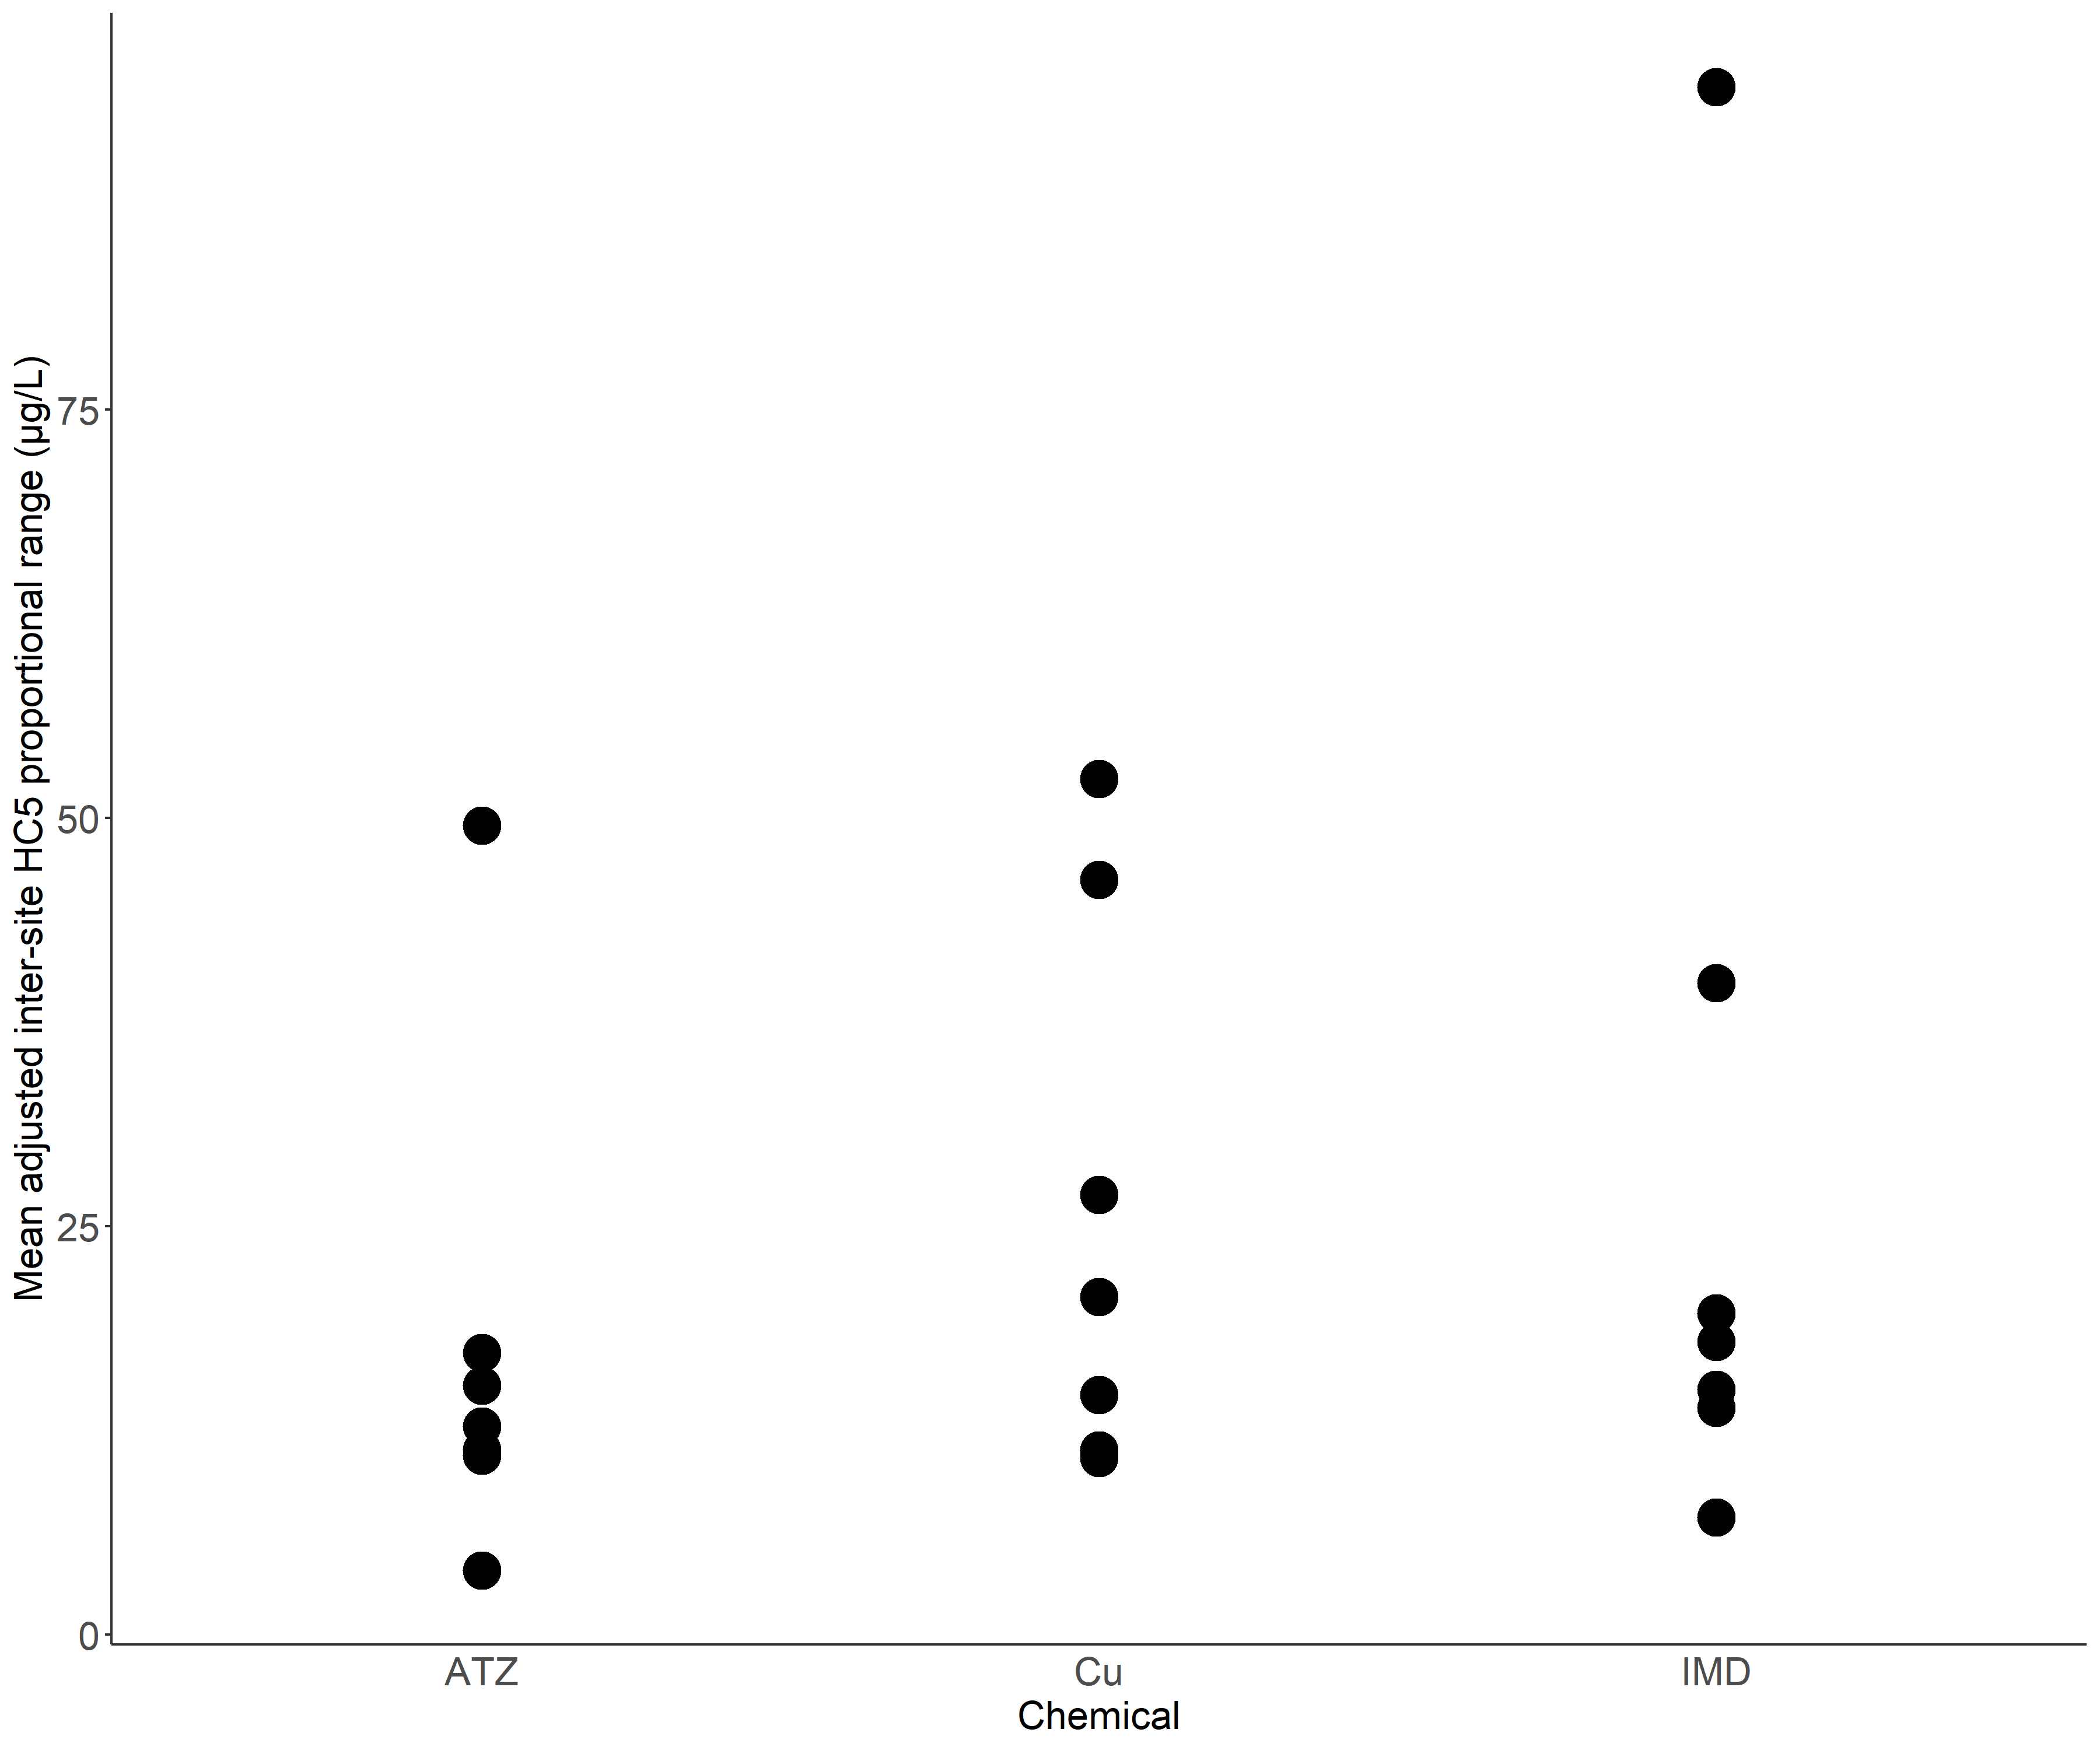 Mean adjusted inter-site HC5 proportional range (µg/L)
75
50
25
0
ATZ Cu IMD
Chemical